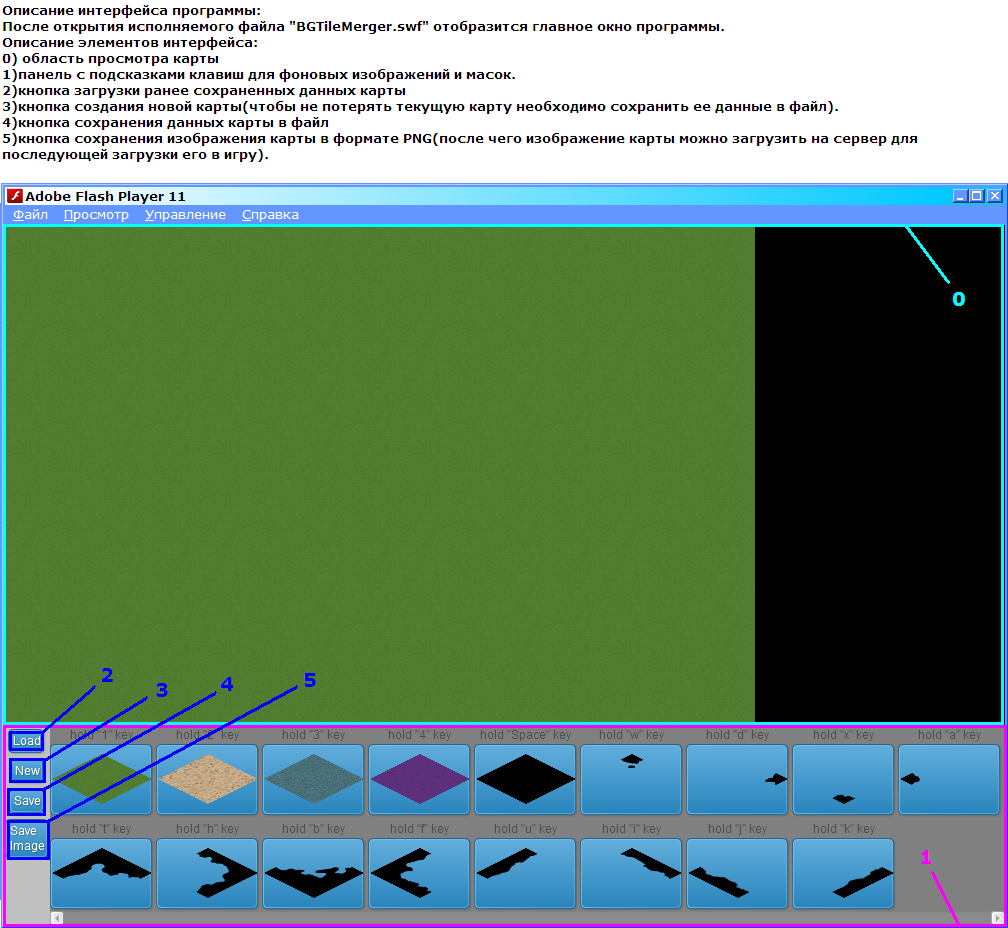 Описание интерфейса программы:
После открытия исполняемого файла "BGTileMerger.swf" отобразится главное окно программы.
Описание элементов интерфейса:
0) область просмотра карты
1)панель с подсказками клавиш для фоновых изображений и масок.
2)кнопка загрузки ранее сохраненных данных карты
3)кнопка создания новой карты(чтобы не потерять текущую карту необходимо сохранить ее данные в файл).
4)кнопка сохранения данных карты в файл
5)кнопка сохранения изображения карты в формате PNG(после чего изображение карты можно загрузить на сервер для
последующей загрузки его в игру).
Adobe Flash Player 11
Файл Просмотр Управление Справка
0
2
3
4
5
Load
New
Save
Save
Image
hold "1" key hold "2" key hold "3" key hold "4" key hold "Space" key hold "w" key hold "d" key hold "x" key hold "a" key
hold "t" key hold "h" key hold "b" key hold "f" key hold "u" key hold "i" key hold "j" key hold "k" key
1